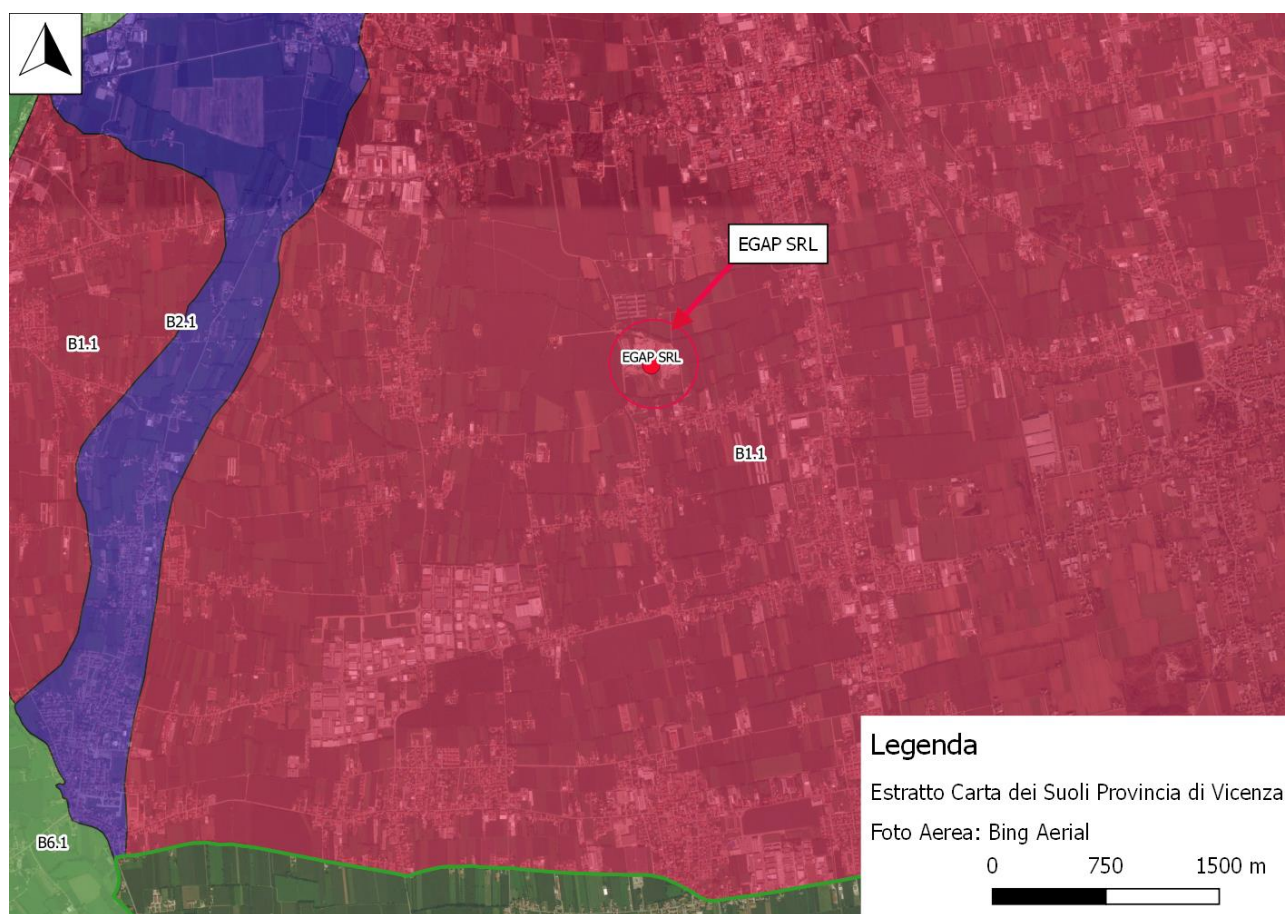 EGAP SRL
B2.1
B1.1
EGAP SRL
B1.1
Legenda
Estratto Carta dei Suoli Provincia di Vicenza
Foto Aerea: Bing Aerial
0 750 1500 m
B6.1